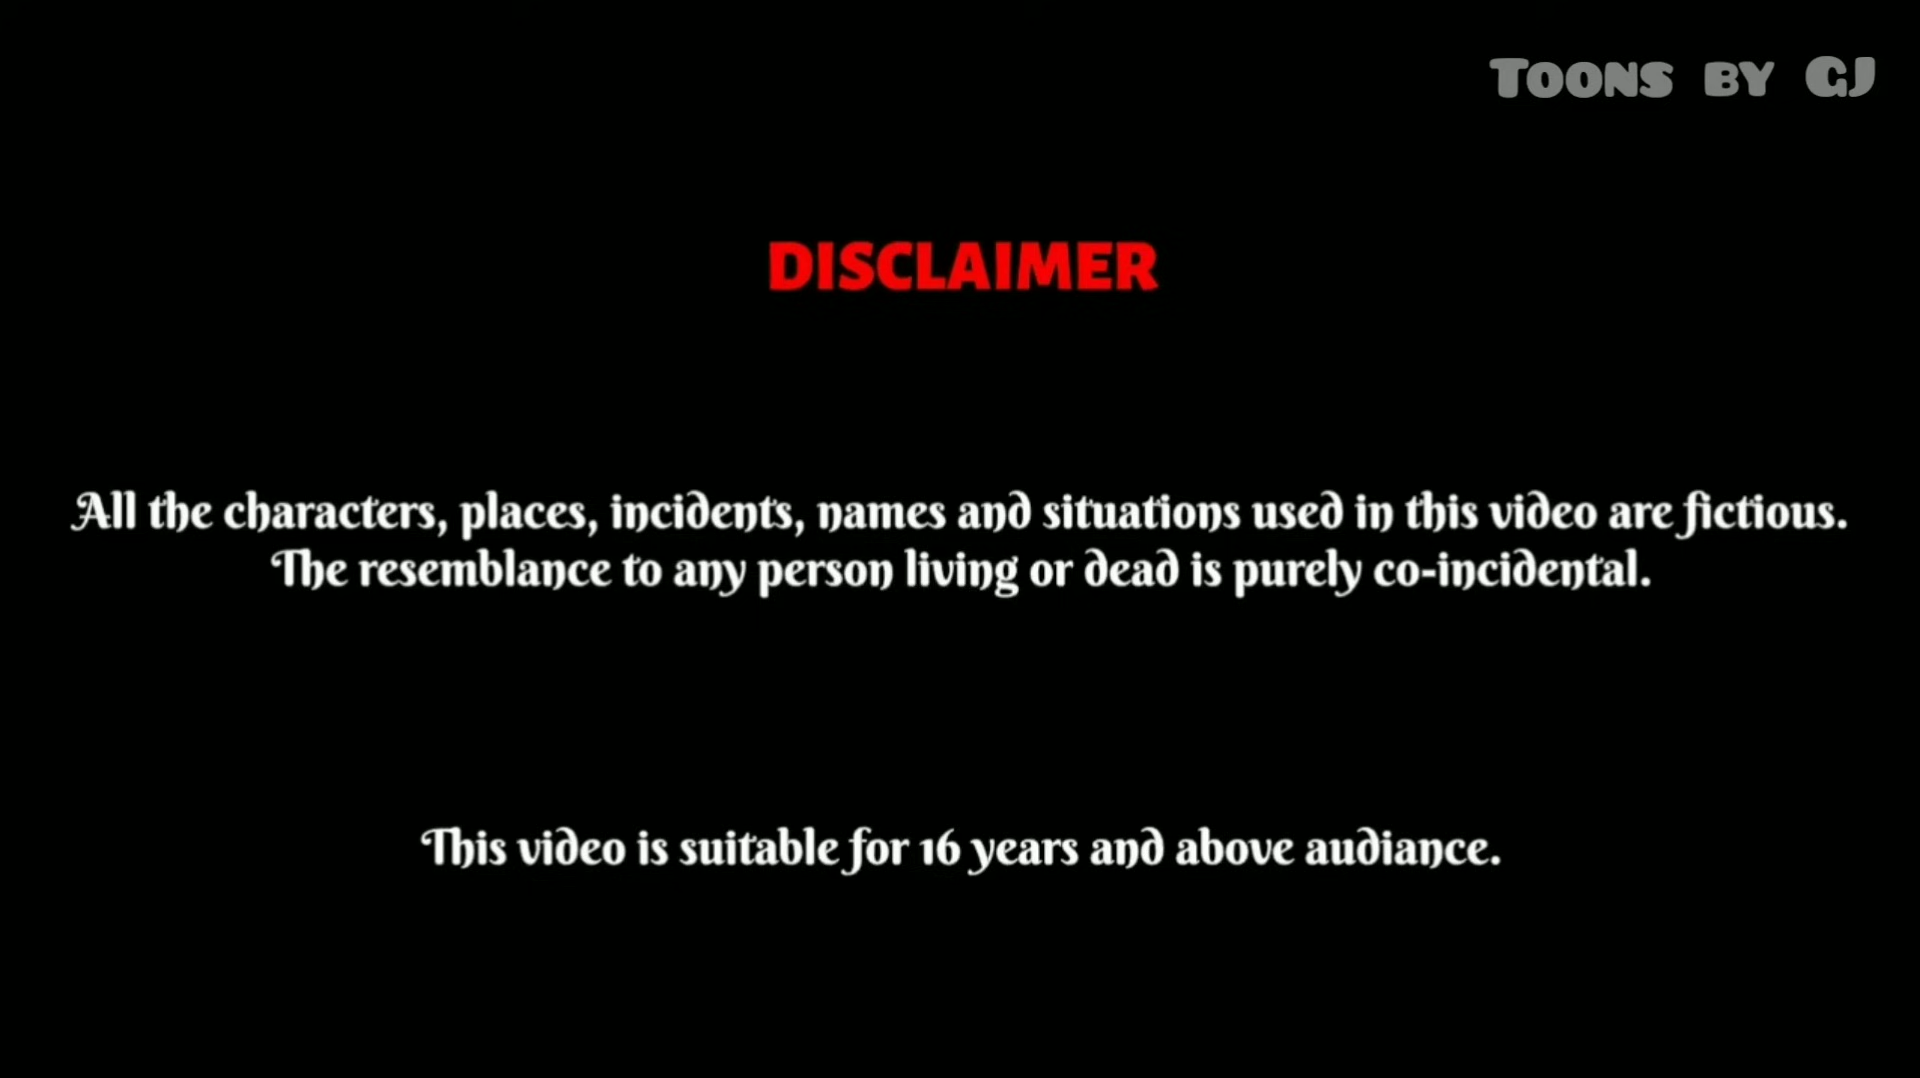 Toons by GJ
DISCLAIMER
All the characters, places, incidents, names and situations used in this video are fictious.
The resemblance to any person living or dead is purely co-incidental.
This video is suitable for 16 years and above audiance.